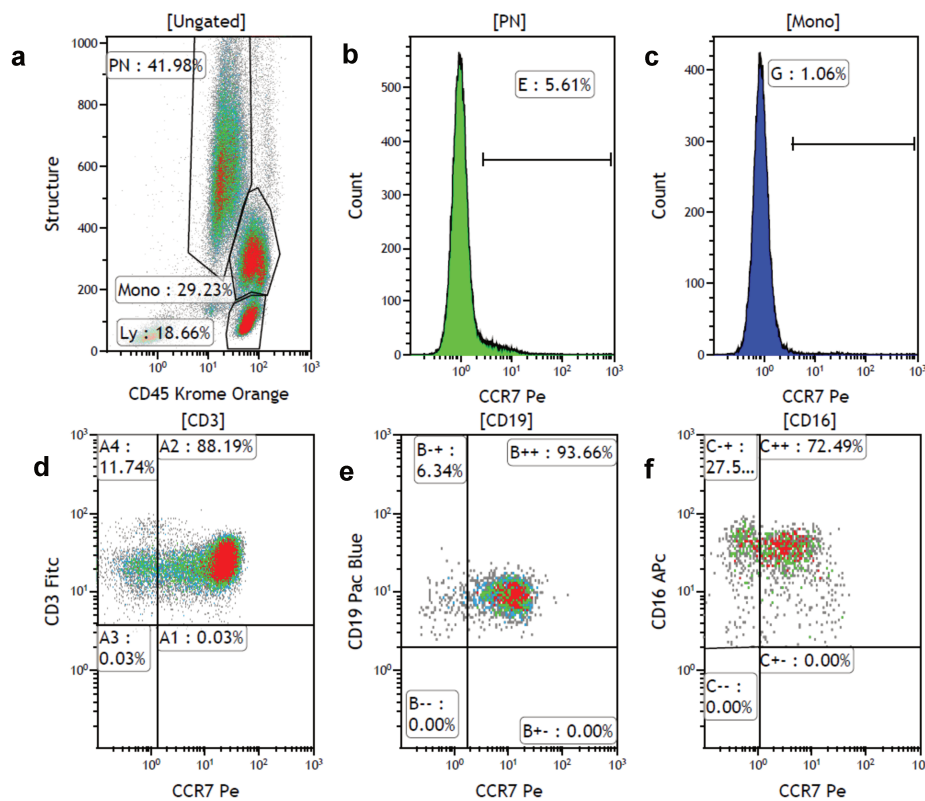 [Ungated]
a
PN : 41.98%
Mono : 29.23%
Ly : 18.66%
Structure
1000
800
600
400
200
0
10⁰ 10¹ 10² 10³
CD45 Krome Orange
[PN]
b
E : 5.61%
Count
500
400
300
200
100
0
10⁰ 10¹ 10² 10³
CCR7 Pe
[Mono]
c
G : 1.06%
Count
400
300
200
100
0
10⁰ 10¹ 10² 10³
CCR7 Pe
[CD3]
d
A4 :
11.74%
A2 : 88.19%
A3 :
0.03%
A1 : 0.03%
CD3 Fitc
10³
10²
10¹
10⁰
10⁰ 10¹ 10² 10³
CCR7 Pe
[CD19]
e
B-+ :
6.34%
B++ : 93.66%
B-- :
0.00%
B+- : 0.00%
CD19 Pac Blue
10³
10²
10¹
10⁰
10⁰ 10¹ 10² 10³
CCR7 Pe
[CD16]
f
C-+ :
27.5...
C++ : 72.49%
C+- : 0.00%
C-- :
0.00%
CD16 APc
10³
10²
10¹
10⁰
10⁰ 10¹ 10² 10³
CCR7 Pe